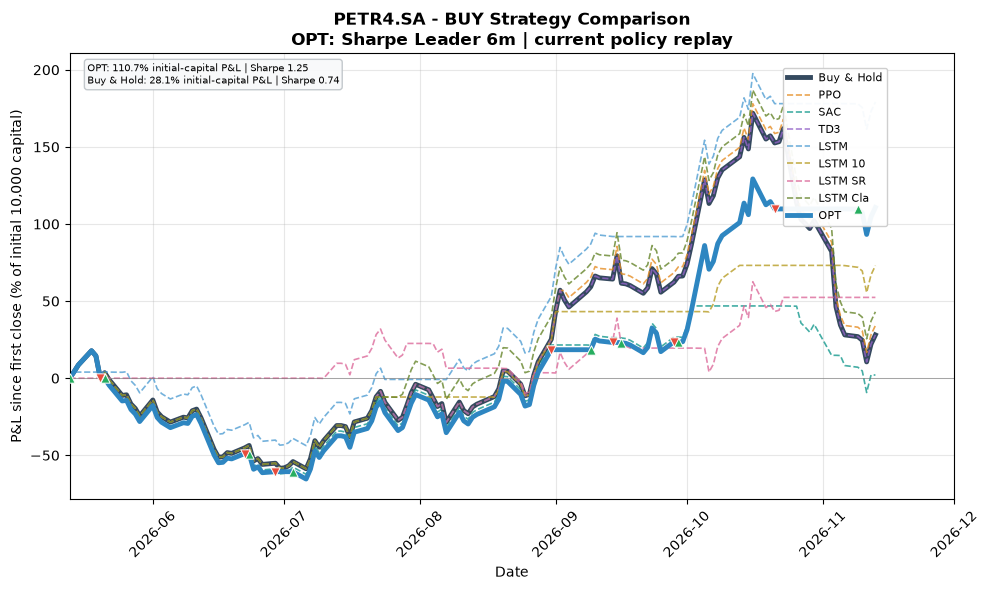 PETR4.SA - BUY Strategy Comparison
OPT: Sharpe Leader 6m | current policy replay
OPT: 110.7% initial-capital P&L | Sharpe 1.25
Buy & Hold: 28.1% initial-capital P&L | Sharpe 0.74
Buy & Hold
PPO
SAC
TD3
LSTM
LSTM 10
LSTM SR
LSTM Cla
OPT
P&L since first close (% of initial 10,000 capital)
200
150
100
50
0
−50
2026-06
2026-07
2026-08
2026-09
2026-10
2026-11
2026-12
Date